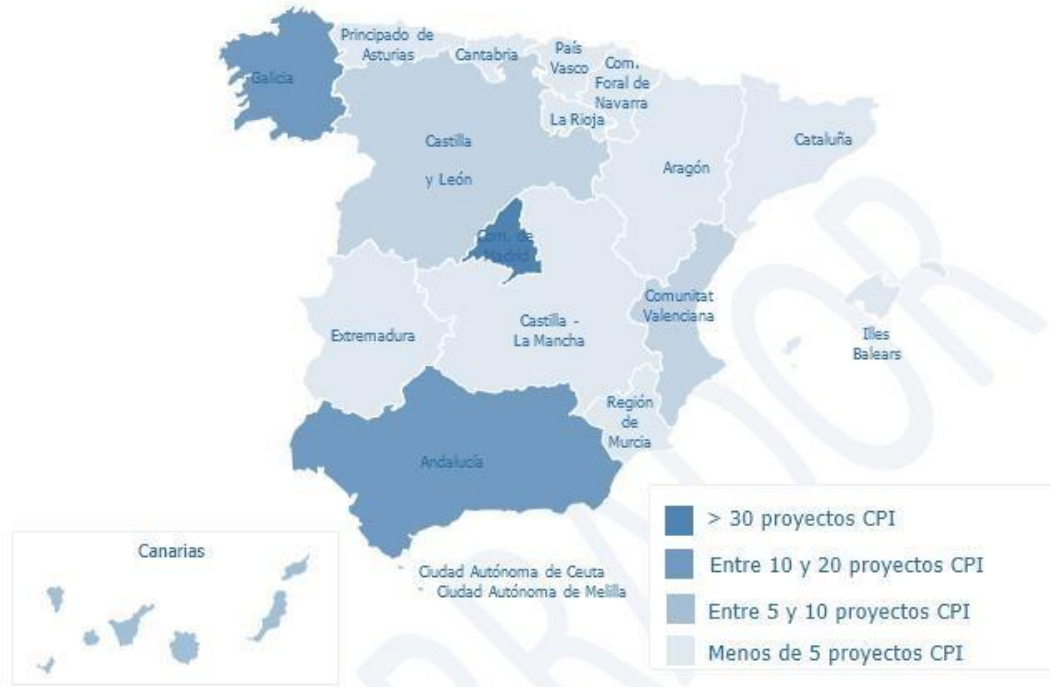 Principado de
Asturias
Cantabria
País
Vasco
Com.
Foral de
Navarra
Galicia
La Rioja
Castilla
y León
Aragón
Cataluña
Com. de
Madrid
Comunitat
Valenciana
Extremadura
Castilla -
La Mancha
Illes
Balears
Región
de
Murcia
Andalucía
Canarias
Ciudad Autónoma de Ceuta
Ciudad Autónoma de Melilla
> 30 proyectos CPI
Entre 10 y 20 proyectos CPI
Entre 5 y 10 proyectos CPI
Menos de 5 proyectos CPI